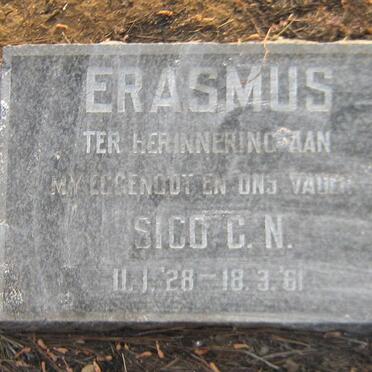 ERASMUS
TER HERINNERING AAN
MY EGGENOOT EN ONS VADER
SICO C. N.
11. 1. '28 - 18. 3. '61